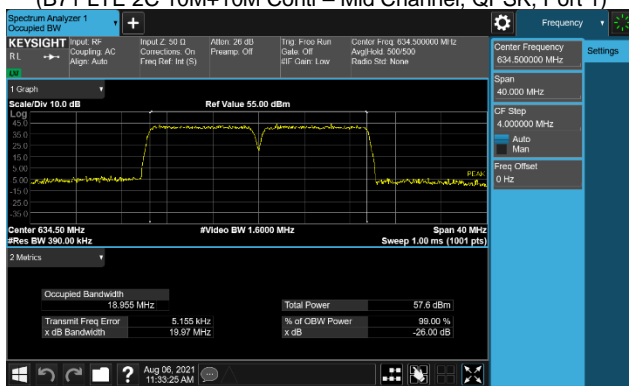 (B71 LTE 2C 10M+10M Conti – Mid Channel, QPSK, Port 1)
Spectrum Analyzer 1
Occupied BW
Frequency
KEYSIGHT
RL
Input: RF
Coupling: AC
Align: Auto
Input Z: 50 Ω
Corrections: On
Freq Ref: Int (S)
Atten: 26 dB
Preamp: Off
Trig: Free Run
Gate: Off
#IF Gain: Low
Center Freq: 634.500000 MHz
Avg|Hold: 500/500
Radio Std: None
Center Frequency
634.500000 MHz
Settings
Span
40.000 MHz
CF Step
4.000000 MHz
Auto
Man
Freq Offset
0 Hz
1 Graph
Scale/Div 10.0 dB
Ref Value 55.00 dBm
Log
45.0
35.0
25.0
15.0
5.00
-5.00
-15.0
-25.0
-35.0
PEAK
Center 634.50 MHz
#Video BW 1.6000 MHz
Span 40 MHz
#Res BW 390.00 kHz
Sweep 1.00 ms (1001 pts)
2 Metrics
Occupied Bandwidth
18.955 MHz
Total Power
57.6 dBm
Transmit Freq Error
5.155 kHz
% of OBW Power
99.00 %
x dB Bandwidth
19.97 MHz
x dB
-26.00 dB
Aug 06, 2021
11:33:25 AM